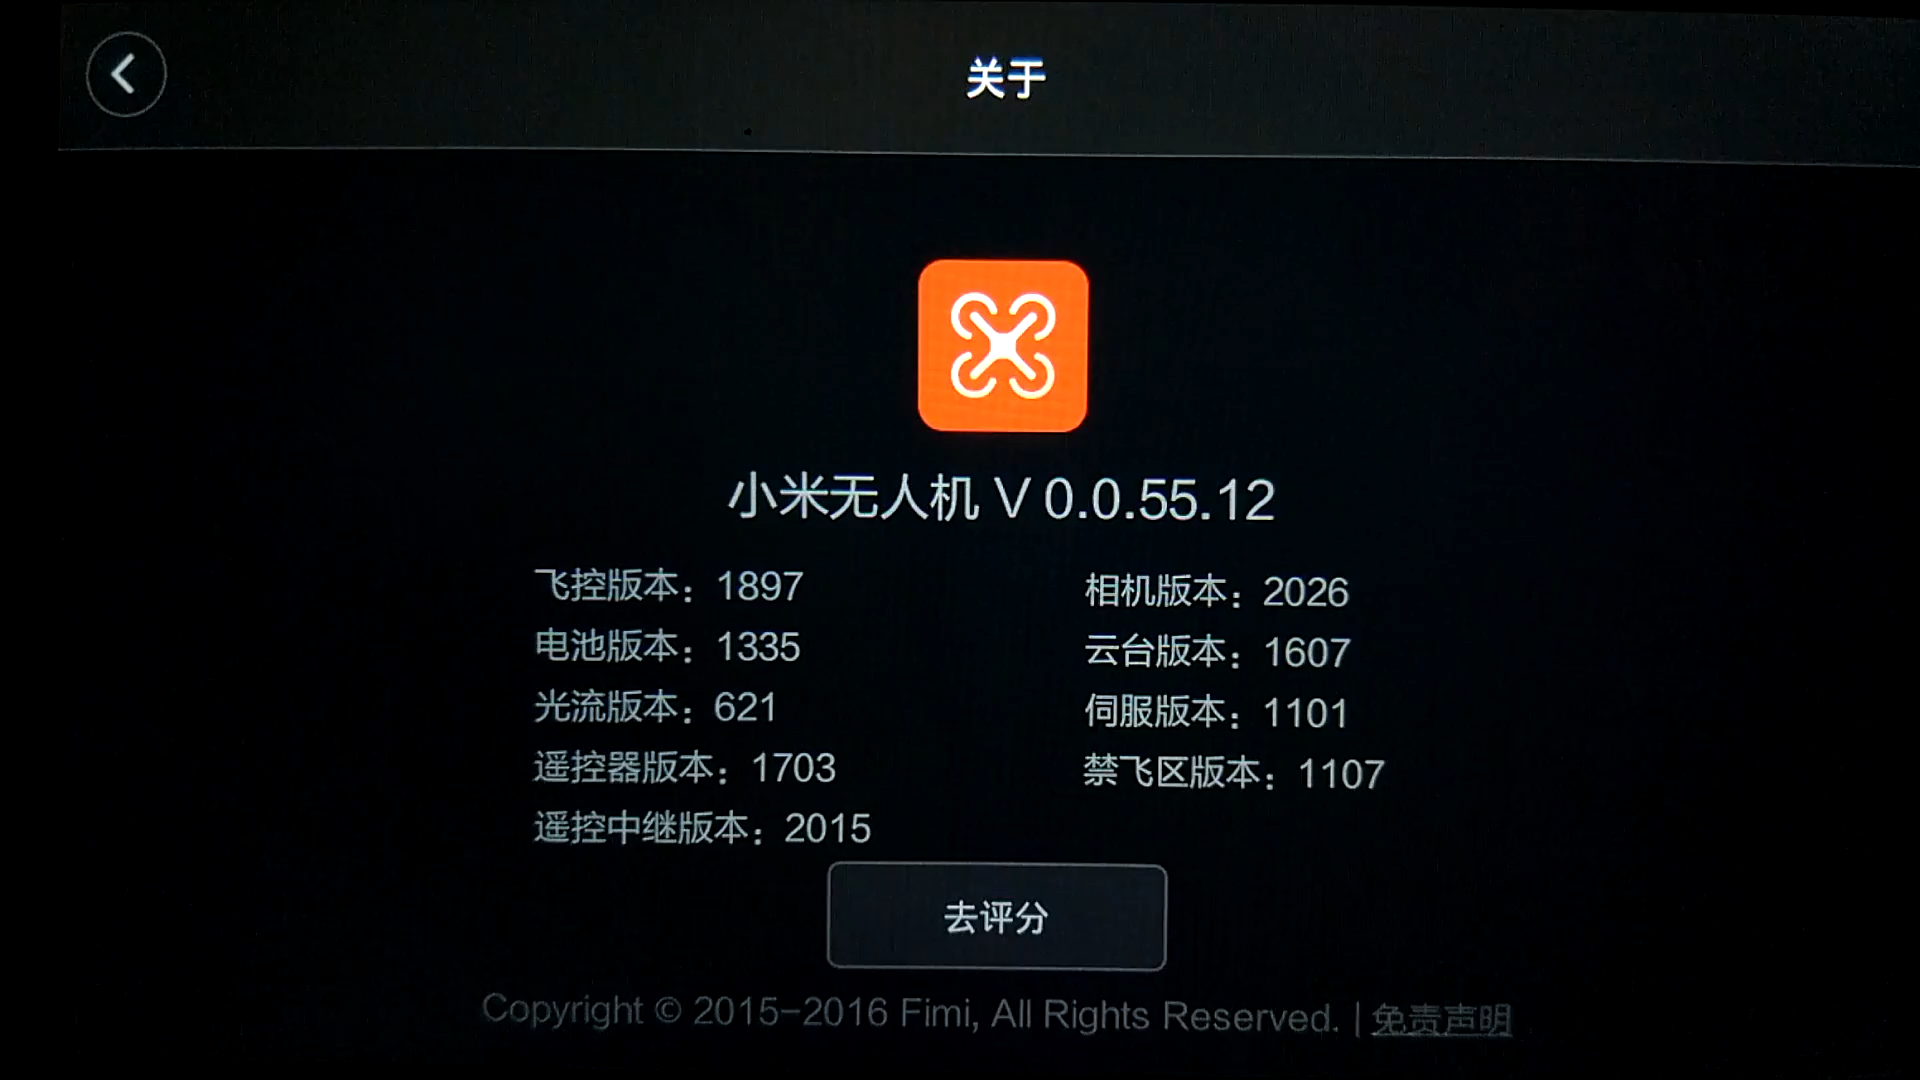 关于
小米无人机 V 0.0.55.12
飞控版本：1897
相机版本：2026
电池版本：1335
云台版本：1607
光流版本：621
伺服版本：1101
遥控器版本：1703
禁飞区版本：1107
遥控中继版本：2015
去评分
Copyright © 2015-2016 Fimi, All Rights Reserved. | 免责声明